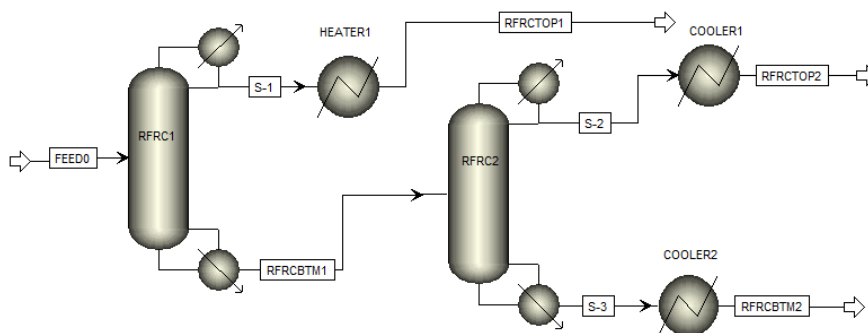 HEATER1
RFRCTOP1
COOLER1
S-1
RFRCTOP2
RFRC1
S-2
FEED0
RFRC2
RFRCBTM1
COOLER2
S-3
RFRCBTM2